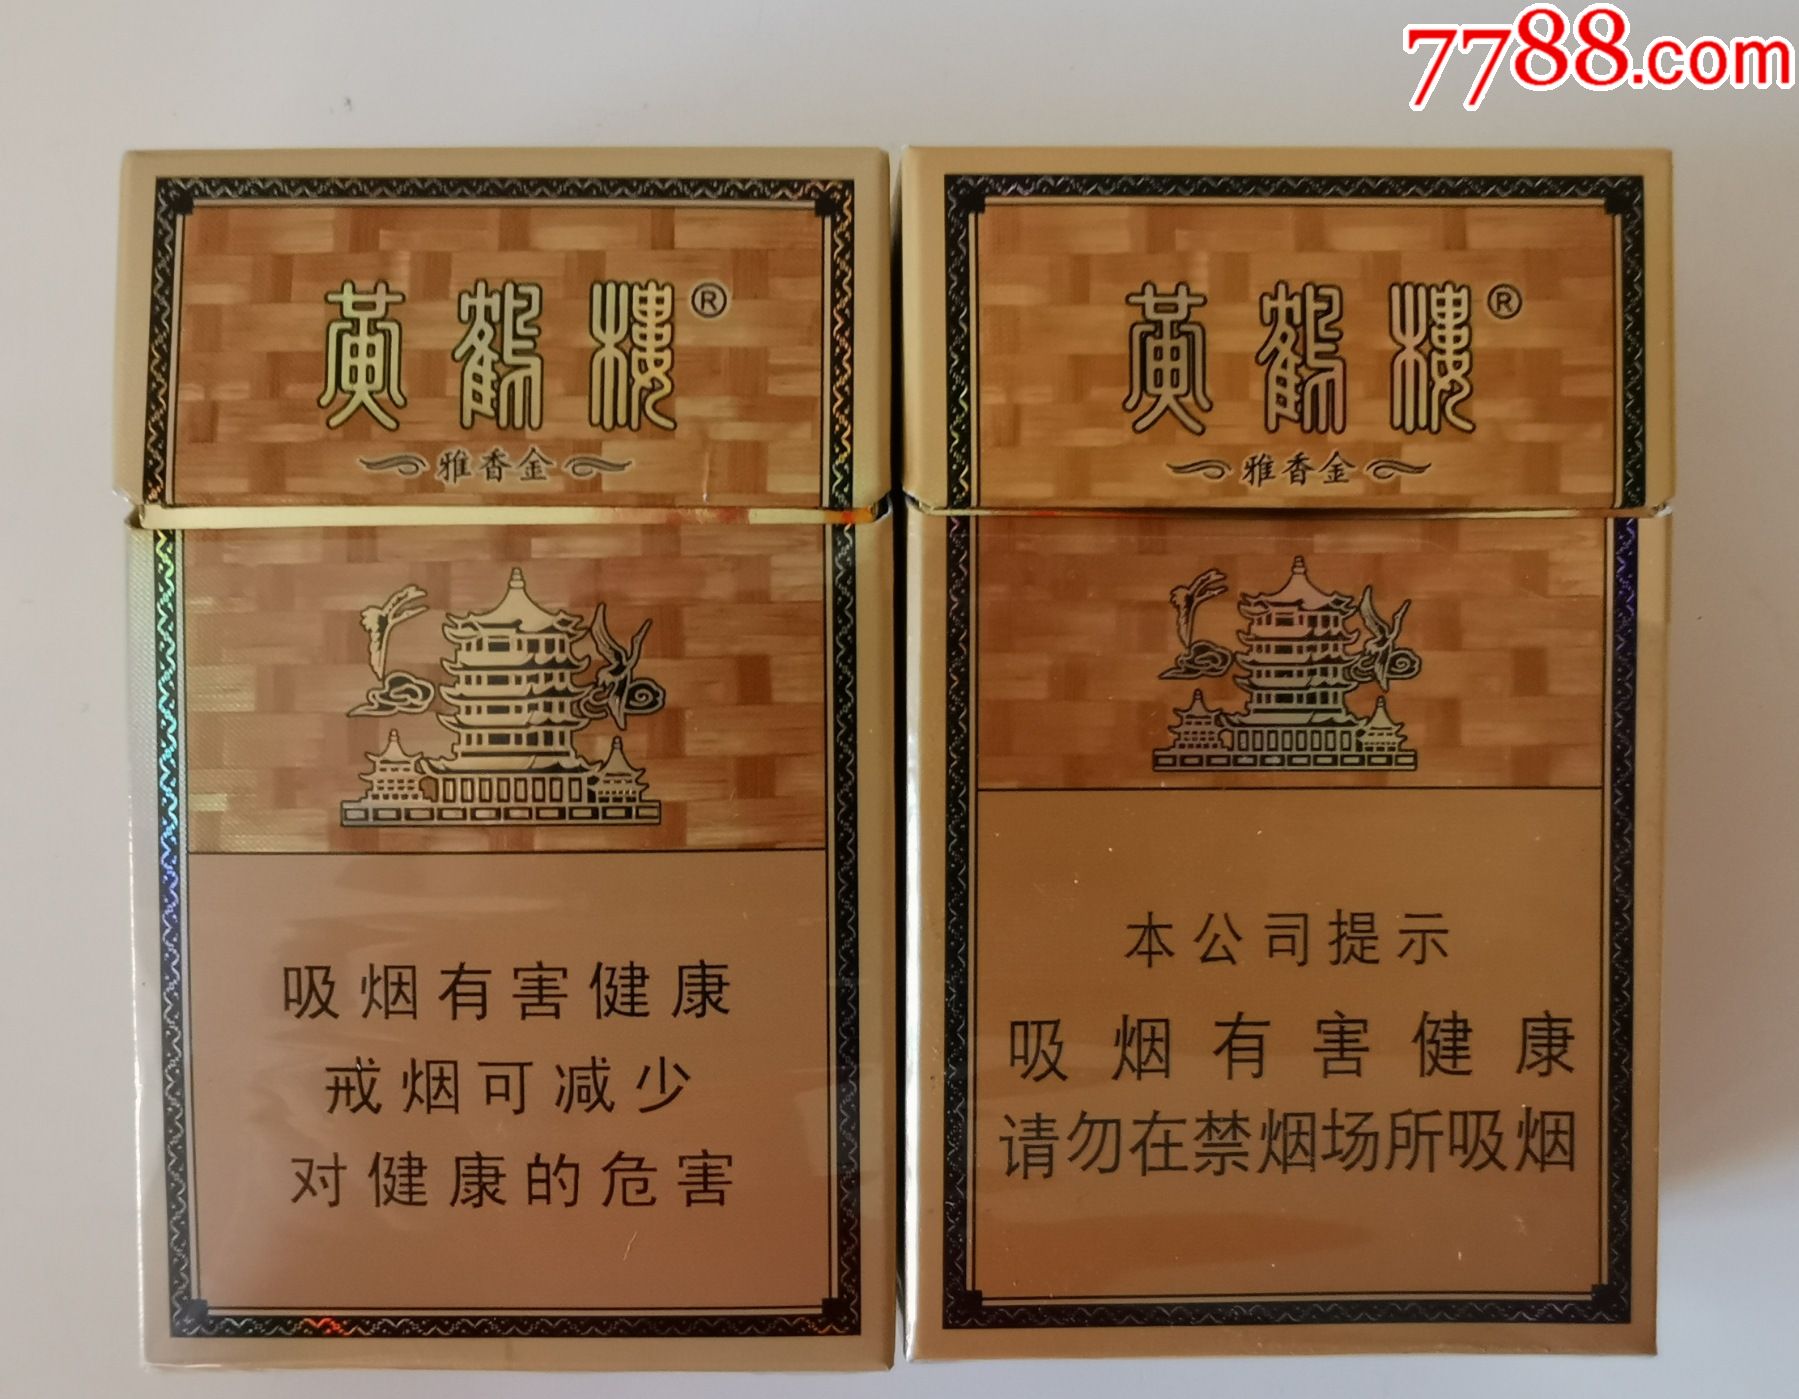 7788.com
黄鹤楼®
雅香金
吸烟有害健康
戒烟可减少
对健康的危害
黄鹤楼®
雅香金
本公司提示
吸烟有害健康
请勿在禁烟场所吸烟